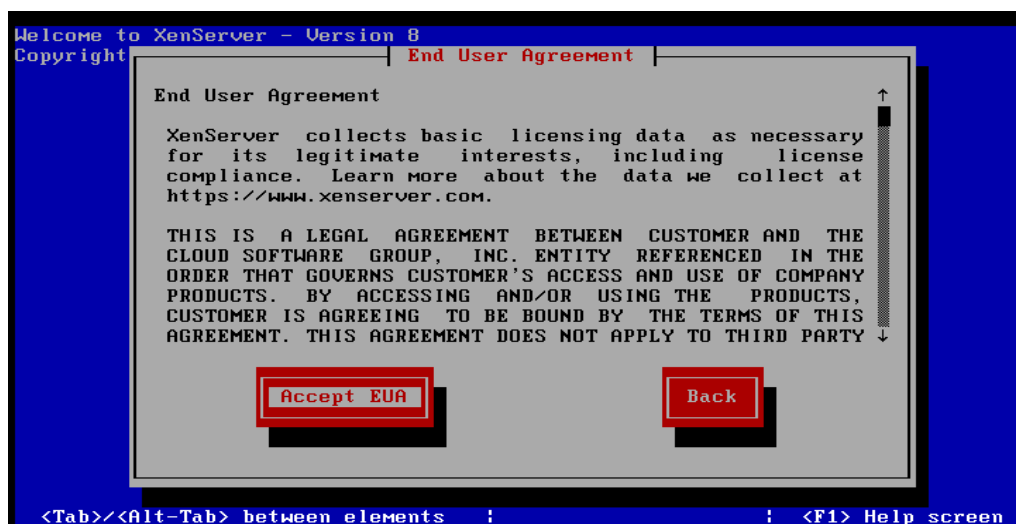 Welcome to XenServer - Version 8
Copyright
End User Agreement
End User Agreement
↑
XenServer collects basic licensing data as necessary
for its legitimate interests, including license
compliance. Learn more about the data we collect at
https://www.xenserver.com.
THIS IS A LEGAL AGREEMENT BETWEEN CUSTOMER AND THE
CLOUD SOFTWARE GROUP, INC. ENTITY REFERENCED IN THE
ORDER THAT GOVERNS CUSTOMER'S ACCESS AND USE OF COMPANY
PRODUCTS. BY ACCESSING AND/OR USING THE PRODUCTS,
CUSTOMER IS AGREEING TO BE BOUND BY THE TERMS OF THIS
AGREEMENT. THIS AGREEMENT DOES NOT APPLY TO THIRD PARTY ↓
Accept EUA Back
<Tab>/<Alt-Tab> between elements ¦ ¦ <F1> Help screen